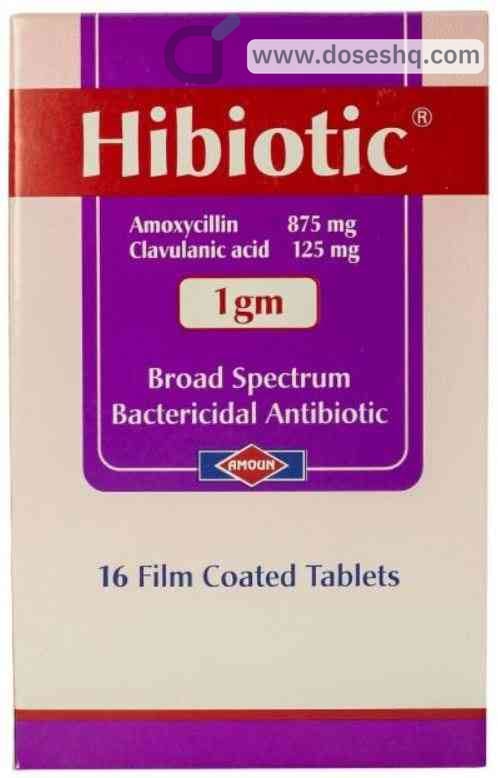 www.doseshq.com
Hibiotic®
Amoxycillin 875 mg
Clavulanic acid 125 mg
1gm
Broad Spectrum
Bactericidal Antibiotic
AMOUN
16 Film Coated Tablets